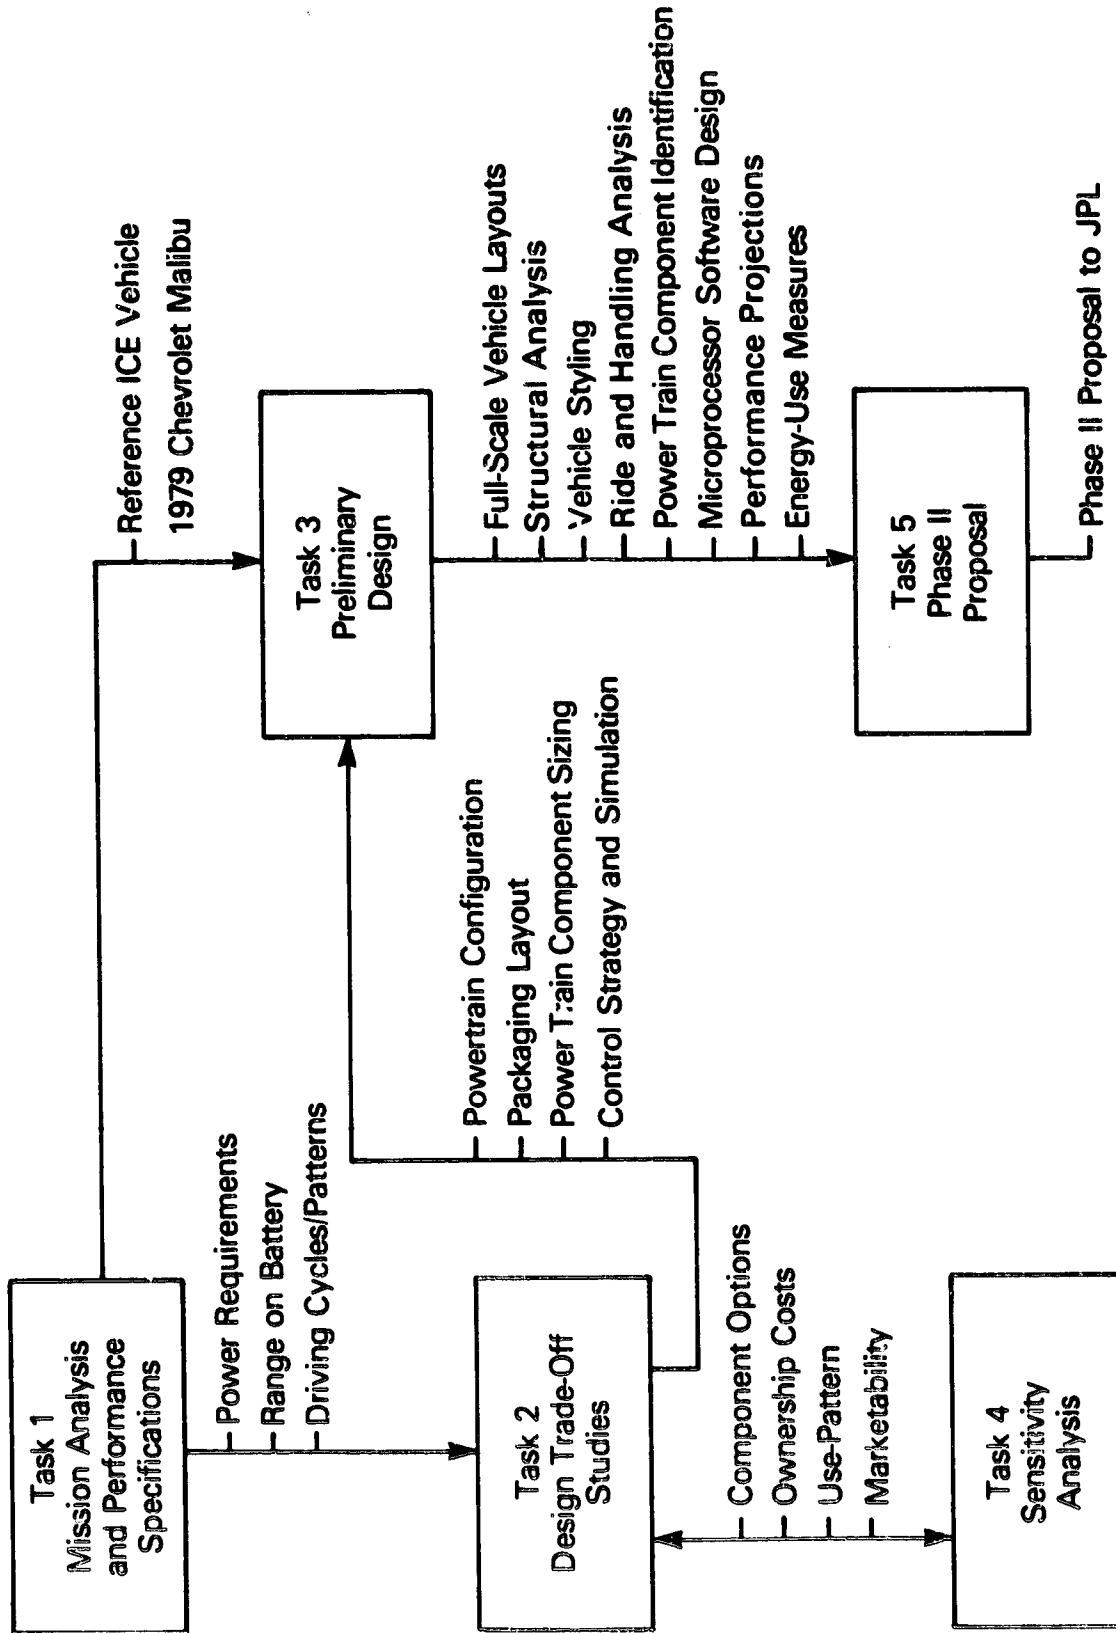 Task 1
Mission Analysis
and Performance
Specifications
Reference ICE Vehicle
1979 Chevrolet Malibu
Power Requirements
Range on Battery
Driving Cycles/Patterns
Task 3
Preliminary
Design
Task 2
Design Trade-Off
Studies
Powertrain Configuration
Packaging Layout
Power Train Component Sizing
Control Strategy and Simulation
Full-Scale Vehicle Layouts
Structural Analysis
Vehicle Styling
Ride and Handling Analysis
Power Train Component Identification
Microprocessor Software Design
Performance Projections
Energy-Use Measures
Component Options
Ownership Costs
Use-Pattern
Marketability
Task 4
Sensitivity
Analysis
Task 5
Phase II
Proposal
Phase II Proposal to JPL